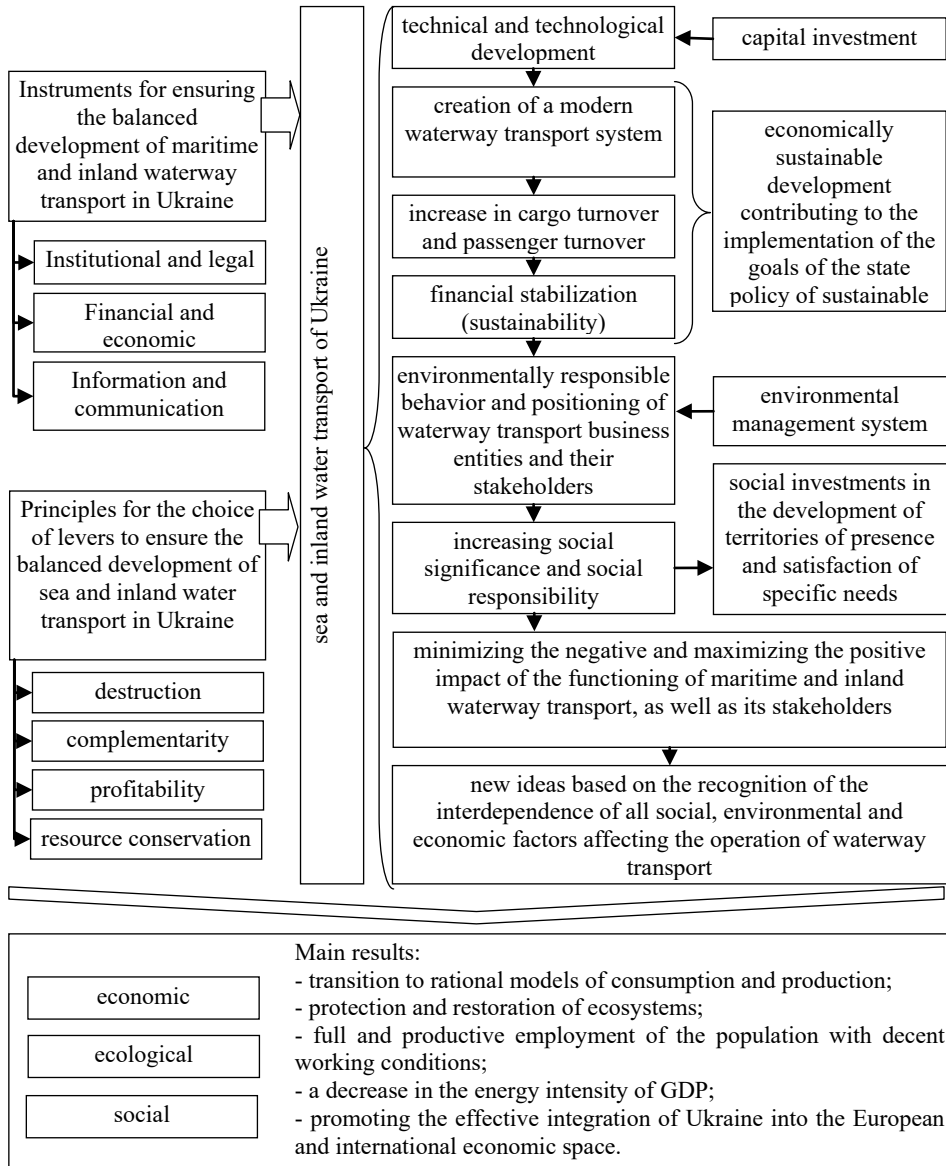 Instruments for ensuring
the balanced
development of maritime
and inland waterway
transport in Ukraine
Institutional and legal
Financial and
economic
Information and
communication
Principles for the choice
of levers to ensure the
balanced development of
sea and inland water
transport in Ukraine
destruction
complementarity
profitability
resource conservation
sea and inland water transport of Ukraine
technical and technological
development
capital investment
creation of a modern
waterway transport system
increase in cargo turnover
and passenger turnover
financial stabilization
(sustainability)
economically
sustainable
development
contributing to the
implementation of the
goals of the state
policy of sustainable
environmentally responsible
behavior and positioning of
waterway transport business
entities and their
stakeholders
environmental
management system
increasing social
significance and social
responsibility
social investments in
the development of
territories of presence
and satisfaction of
specific needs
minimizing the negative and maximizing the positive
impact of the functioning of maritime and inland
waterway transport, as well as its stakeholders
new ideas based on the recognition of the
interdependence of all social, environmental and
economic factors affecting the operation of waterway
transport
economic
ecological
social
Main results:
- transition to rational models of consumption and production;
- protection and restoration of ecosystems;
- full and productive employment of the population with decent
working conditions;
- a decrease in the energy intensity of GDP;
- promoting the effective integration of Ukraine into the European
and international economic space.